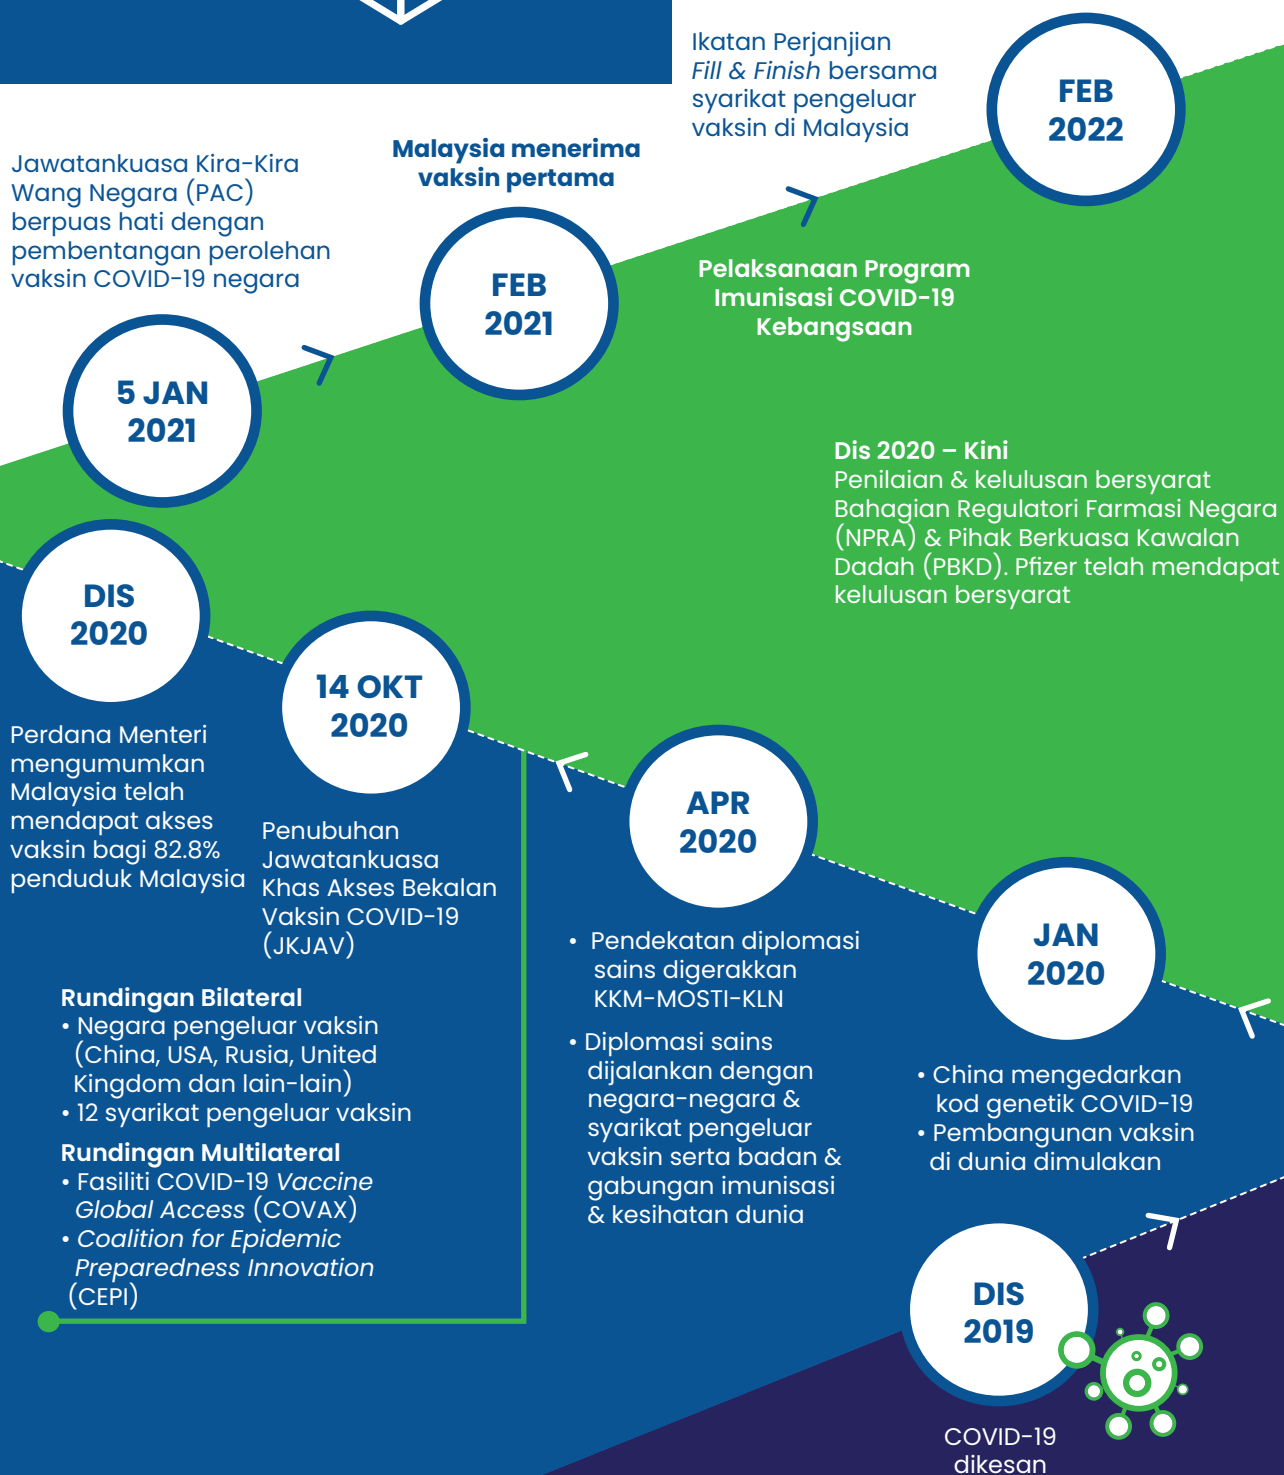 Ikatan Perjanjian
Fill & Finish bersama
syarikat pengeluar
vaksin di Malaysia
FEB
2022
Malaysia menerima
vaksin pertama
FEB
2021
Jawatankuasa Kira-Kira
Wang Negara (PAC)
berpuas hati dengan
pembentangan perolehan
vaksin COVID-19 negara
5 JAN
2021
Pelaksanaan Program
Imunisasi COVID-19
Kebangsaan
Dis 2020 – Kini
Penilaian & kelulusan bersyarat
Bahagian Regulatori Farmasi Negara
(NPRA) & Pihak Berkuasa Kawalan
Dadah (PBKD). Pfizer telah mendapat
kelulusan bersyarat
DIS
2020
Perdana Menteri
mengumumkan
Malaysia telah
mendapat akses
vaksin bagi 82.8%
penduduk Malaysia
14 OKT
2020
Penubuhan
Jawatankuasa
Khas Akses Bekalan
Vaksin COVID-19
(JKJAV)
Rundingan Bilateral
• Negara pengeluar vaksin
(China, USA, Rusia, United
Kingdom dan lain-lain)
• 12 syarikat pengeluar vaksin
Rundingan Multilateral
• Fasiliti COVID-19 Vaccine
Global Access (COVAX)
• Coalition for Epidemic
Preparedness Innovation
(CEPI)
APR
2020
• Pendekatan diplomasi
sains digerakkan
KKM-MOSTI-KLN
• Diplomasi sains
dijalankan dengan
negara-negara &
syarikat pengeluar
vaksin serta badan &
gabungan imunisasi
& kesihatan dunia
JAN
2020
• China mengedarkan
kod genetik COVID-19
• Pembangunan vaksin
di dunia dimulakan
DIS
2019
COVID-19
dikesan